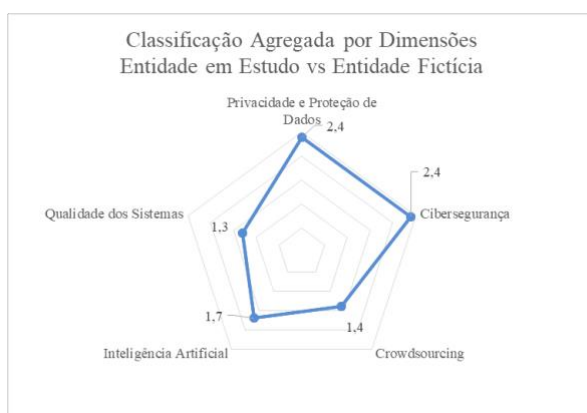 Classificação Agregada por Dimensões
Entidade em Estudo vs Entidade Fictícia
Privacidade e Proteção de
Dados
2,4
2,4
Cibersegurança
Qualidade dos Sistemas
1,3
1,7
1,4
Inteligência Artificial
Crowdsourcing